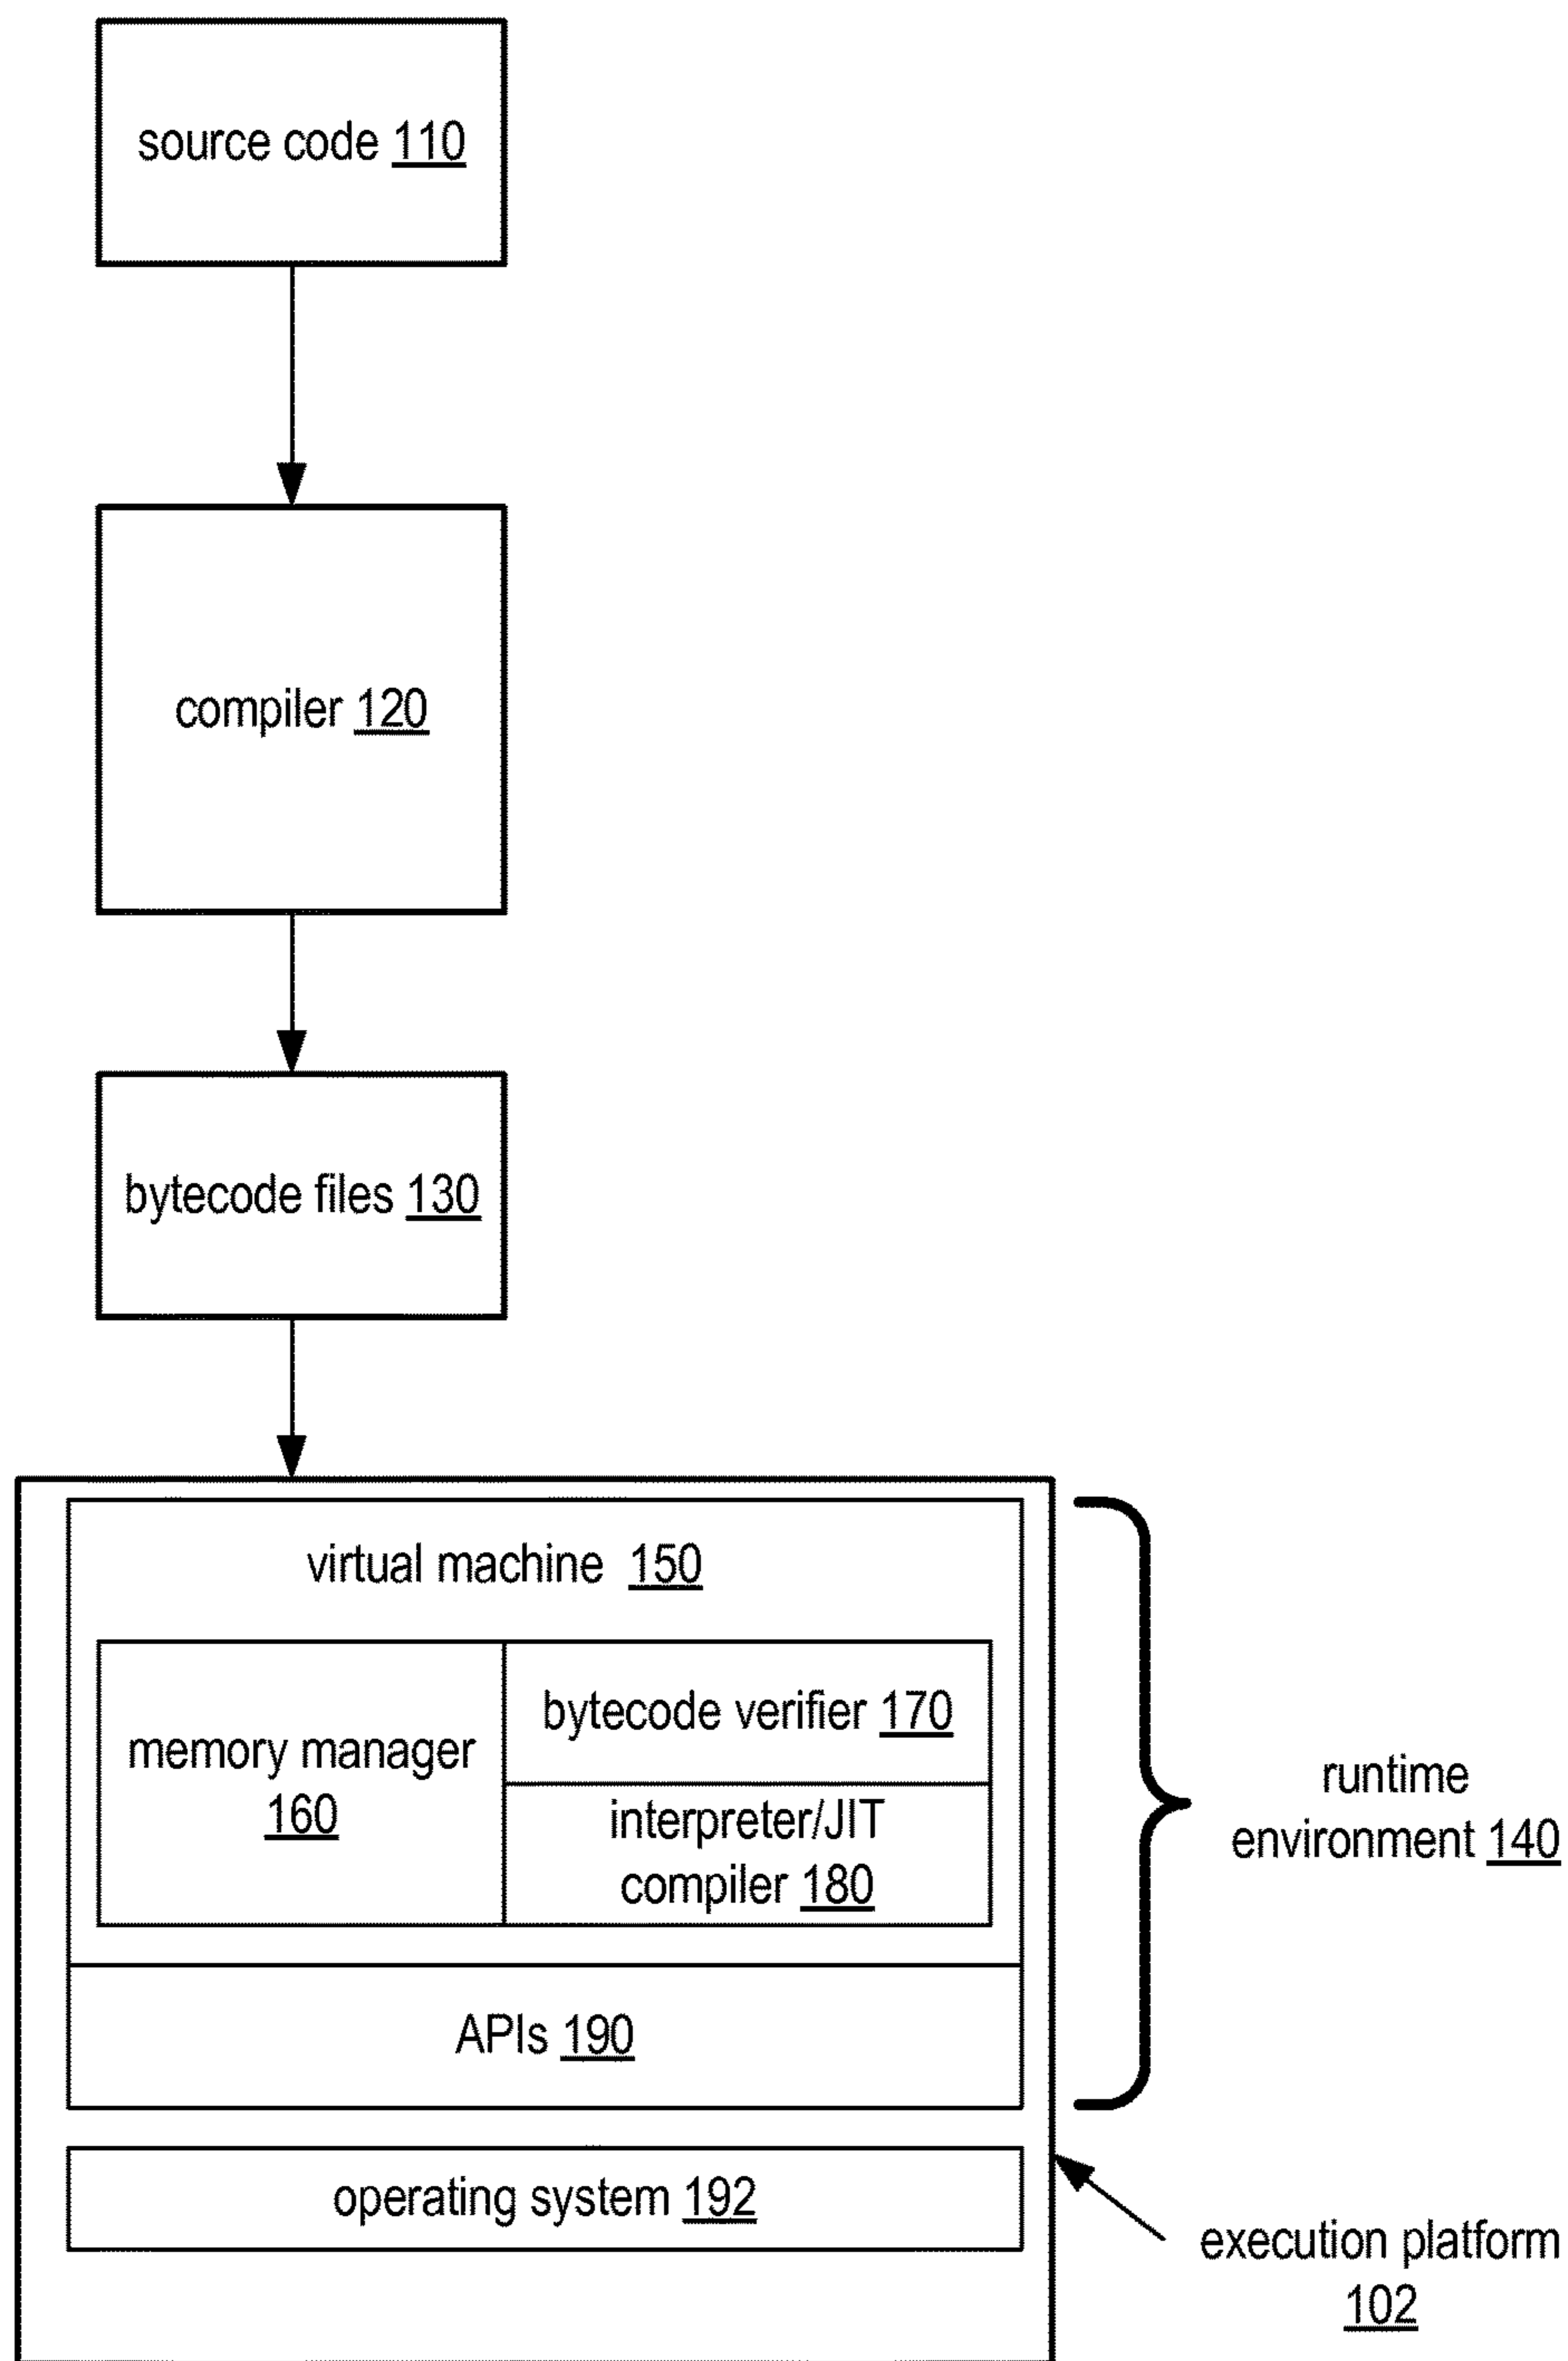 source code 110
compiler 120
bytecode files 130
virtual machine 150
memory manager
160
bytecode verifier 170
interpreter/JIT
compiler 180
APIs 190
runtime
environment 140
operating system 192
execution platform
102